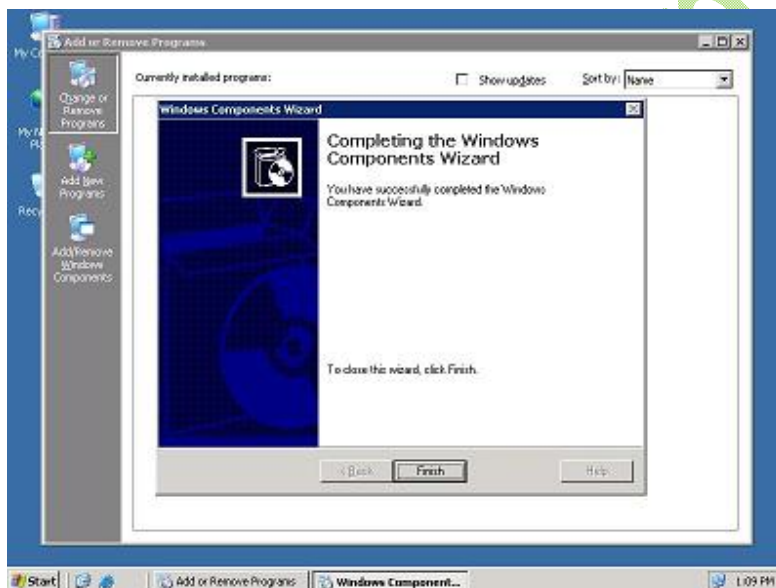 My Co
Add or Remove Programs
Currently installed programs:
Show updates
Sort by: Name
Change or
Remove
Programs
My N
Add New
Programs
Recy
Add/Remove
Windows
Components
Windows Components Wizard
Completing the Windows
Components Wizard
You have successfully completed the Windows
Components Wizard.
To close this wizard, click Finish.
< Back
Finish
Help
Start
Add or Remove Programs
Windows Component...
1:09 PM